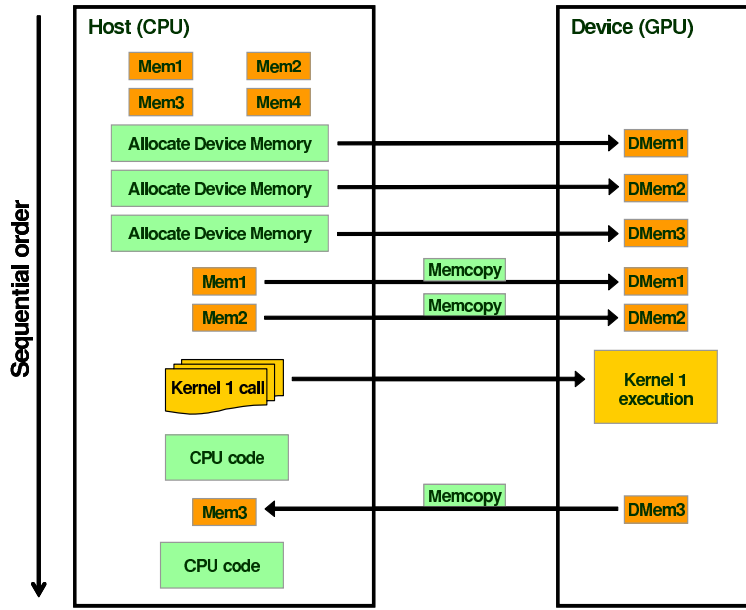 Host (CPU)
Device (GPU)
Mem1
Mem2
Mem3
Mem4
Allocate Device Memory
DMem1
Allocate Device Memory
DMem2
Allocate Device Memory
DMem3
Mem1
Memcopy
DMem1
Mem2
Memcopy
DMem2
Kernel 1 call
Kernel 1
execution
CPU code
Mem3
Memcopy
DMem3
CPU code
Sequential order